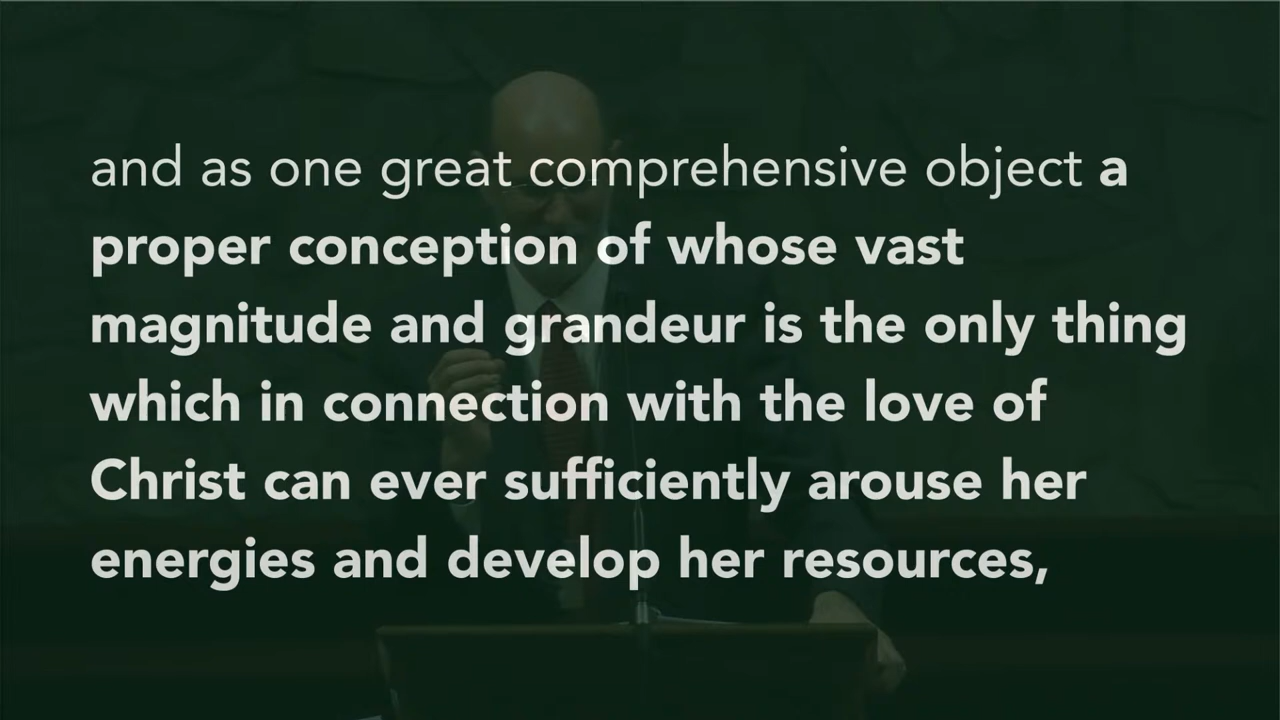 and as one great comprehensive object a
proper conception of whose vast
magnitude and grandeur is the only thing
which in connection with the love of
Christ can ever sufficiently arouse her
energies and develop her resources,